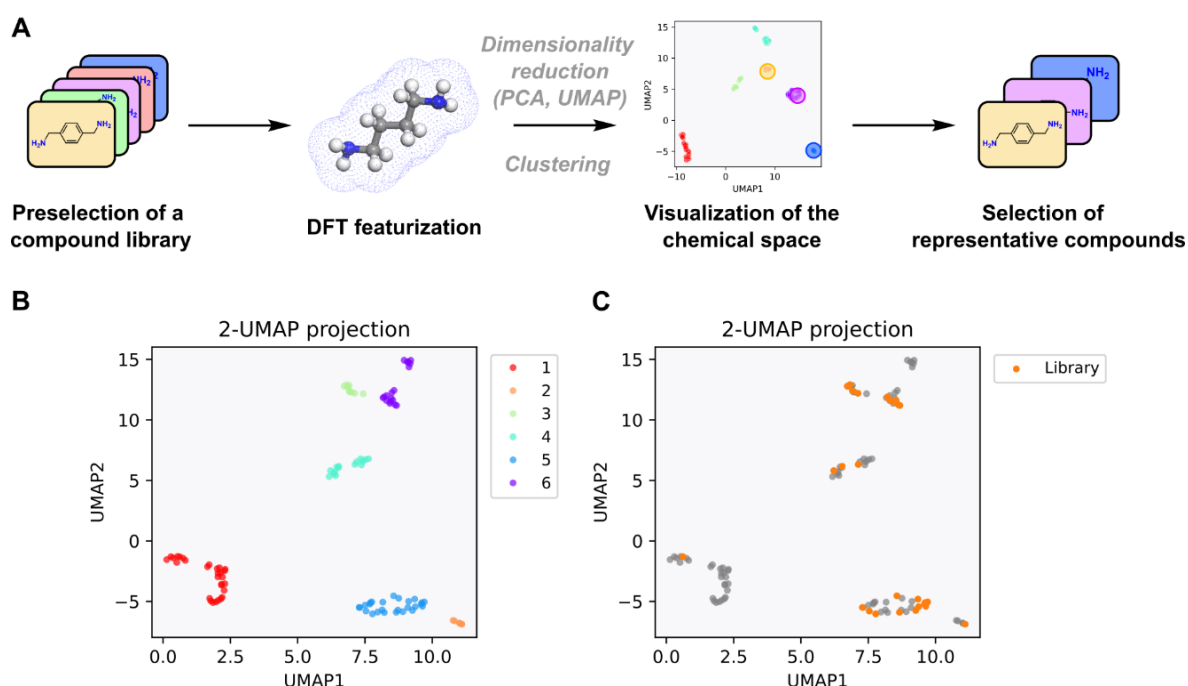 A
NH₂
NH₂
NH₂
NH₂
H₂N
Preselection of a
compound library
DFT featurization
Dimensionality
reduction
(PCA, UMAP)
Clustering
15
10
5
0
−5
UMAP2
−10
0
10
UMAP1
Visualization of the
chemical space
NH₂
NH₂
H₂N
Selection of
representative compounds
B
2-UMAP projection
15
10
5
0
−5
UMAP2
0.0
2.5
5.0
7.5
10.0
UMAP1
1
2
3
4
5
6
C
2-UMAP projection
15
10
5
0
−5
UMAP2
0.0
2.5
5.0
7.5
10.0
UMAP1
Library